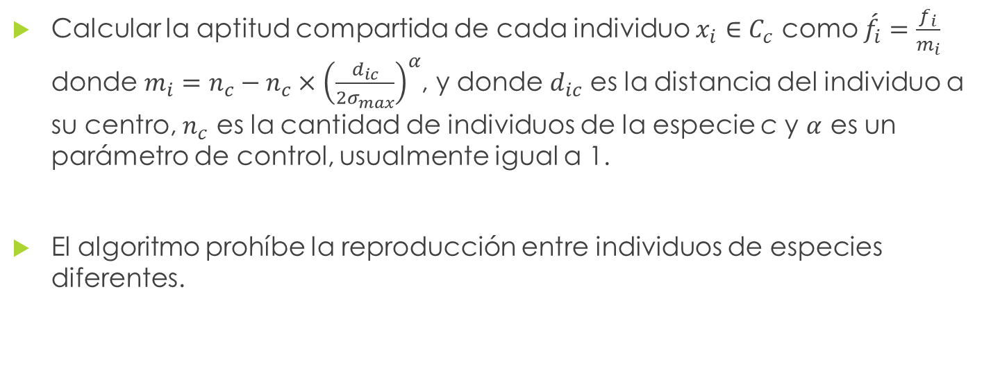 Calcular la aptitud compartida de cada individuo $x_i \in C_c$ como $\acute{f}_i = \frac{f_i}{m_i}$
donde $m_i = n_c - n_c \times \left(\frac{d_{ic}}{2\sigma_{max}}\right)^{\alpha}$, y donde $d_{ic}$ es la distancia del individuo a
su centro, $n_c$ es la cantidad de individuos de la especie c y $\alpha$ es un
parámetro de control, usualmente igual a 1.
El algoritmo prohíbe la reproducción entre individuos de especies
diferentes.